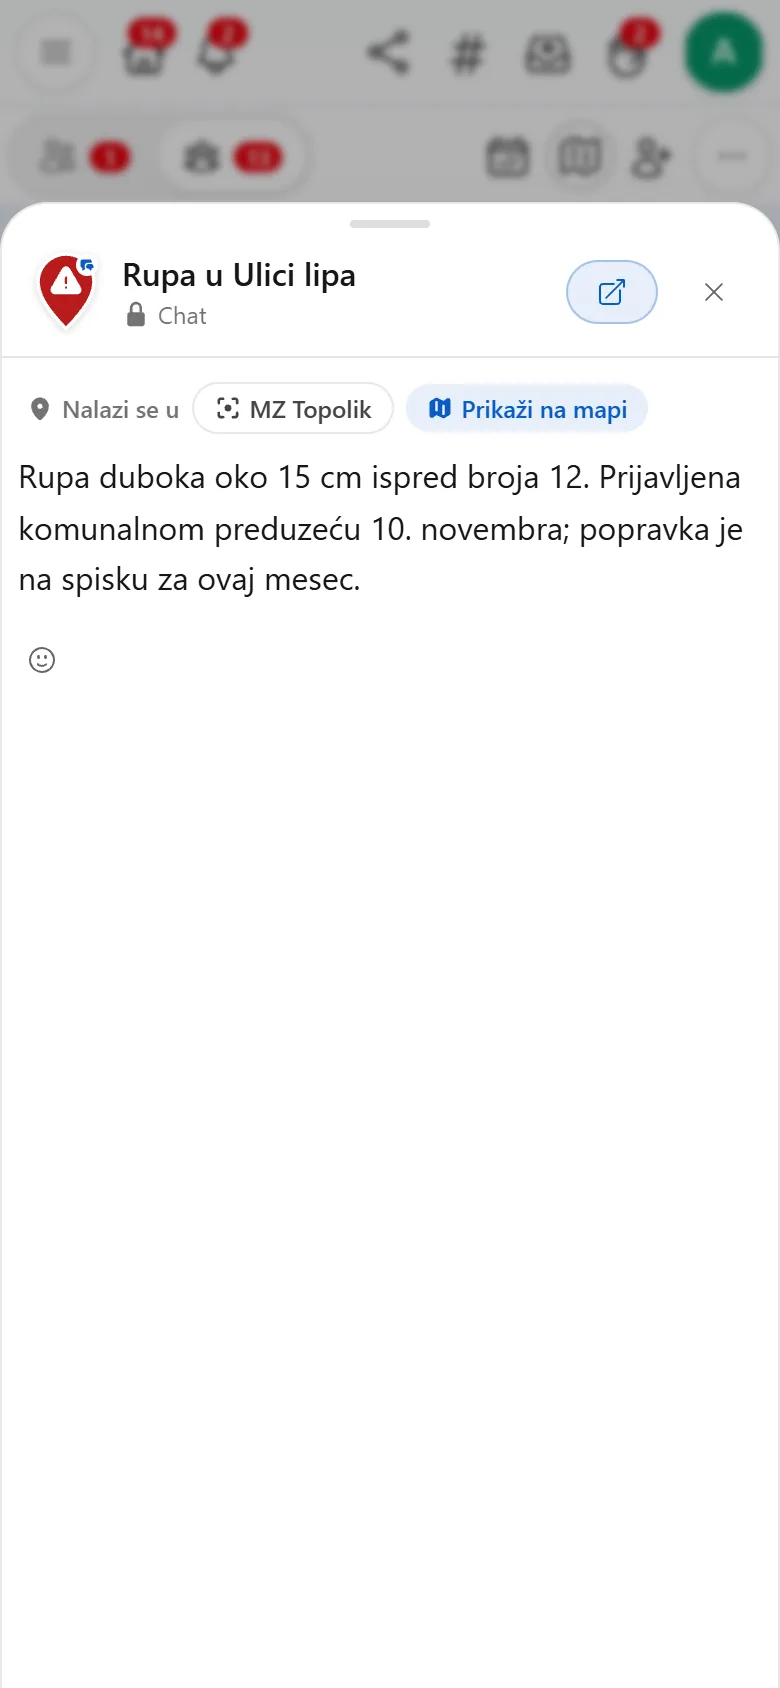 Rupa u Ulici lipa
Chat
Nalazi se u MZ Topolik Prikaži na mapi
Rupa duboka oko 15 cm ispred broja 12. Prijavljena
komunalnom preduzeću 10. novembra; popravka je
na spisku za ovaj mesec.